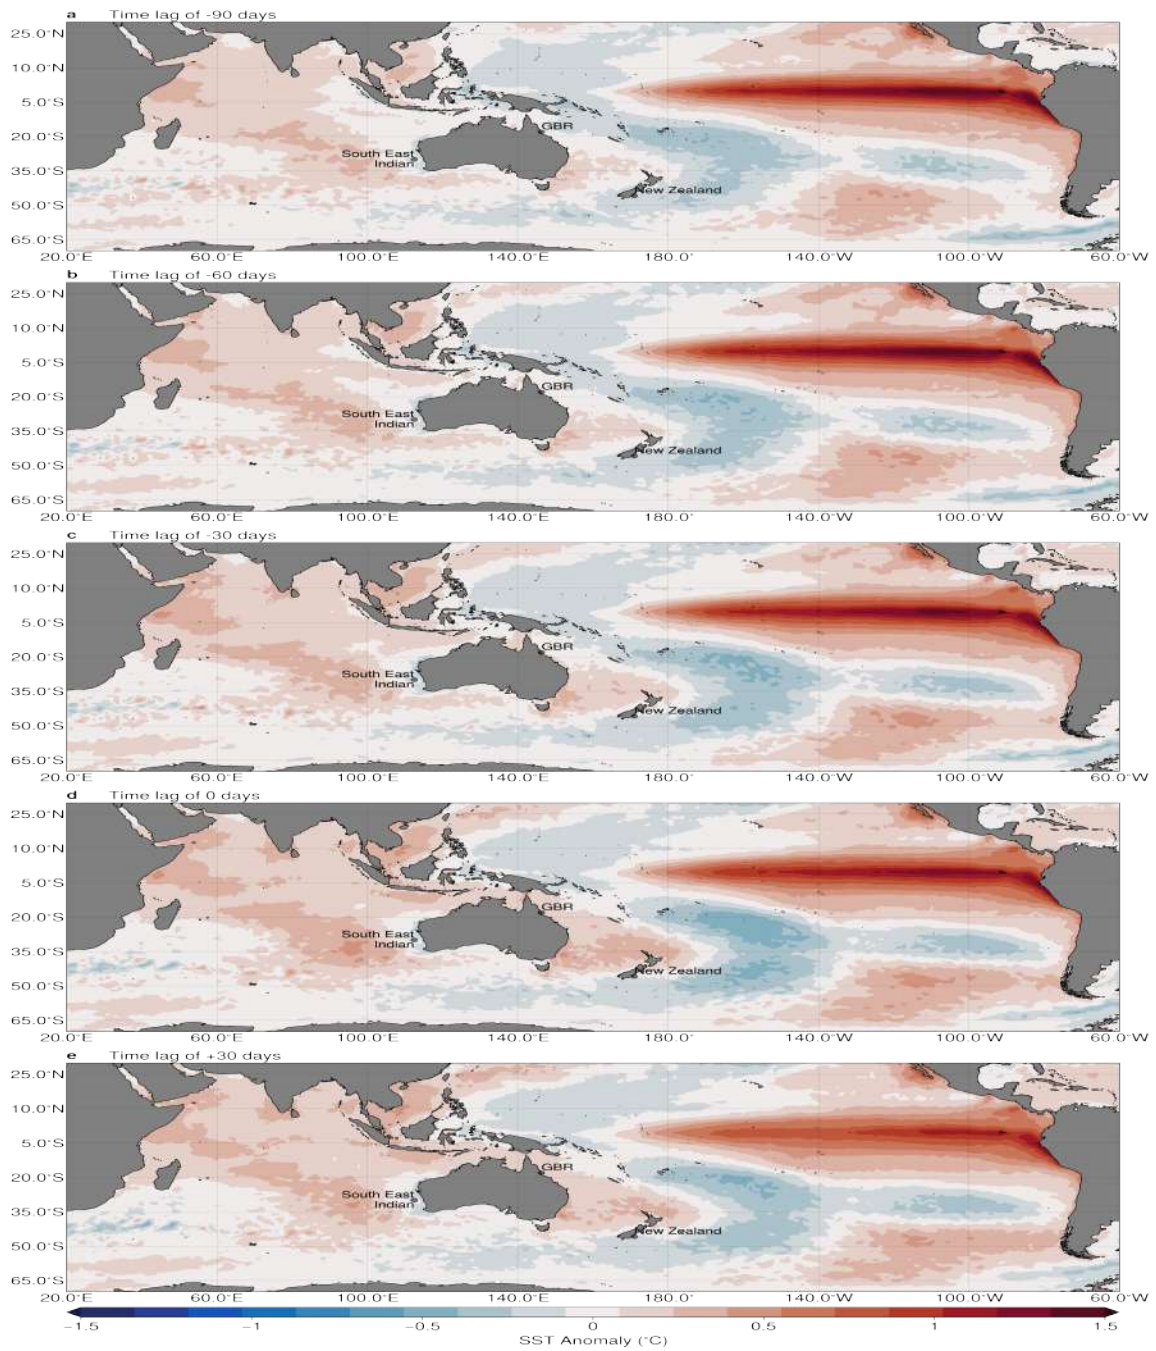 a Time lag of -90 days
25.0°N
10.0°N
5.0°S
20.0°S
35.0°S
50.0°S
65.0°S
GBR
South East
Indian
New Zealand
20.0°E 60.0°E 100.0°E 140.0°E 180.0° 140.0°W 100.0°W 60.0°W
b Time lag of -60 days
25.0°N
10.0°N
5.0°S
20.0°S
35.0°S
50.0°S
65.0°S
GBR
South East
Indian
New Zealand
20.0°E 60.0°E 100.0°E 140.0°E 180.0° 140.0°W 100.0°W 60.0°W
c Time lag of -30 days
25.0°N
10.0°N
5.0°S
20.0°S
35.0°S
50.0°S
65.0°S
GBR
South East
Indian
New Zealand
20.0°E 60.0°E 100.0°E 140.0°E 180.0° 140.0°W 100.0°W 60.0°W
d Time lag of 0 days
25.0°N
10.0°N
5.0°S
20.0°S
35.0°S
50.0°S
65.0°S
GBR
South East
Indian
New Zealand
20.0°E 60.0°E 100.0°E 140.0°E 180.0° 140.0°W 100.0°W 60.0°W
e Time lag of +30 days
25.0°N
10.0°N
5.0°S
20.0°S
35.0°S
50.0°S
65.0°S
GBR
South East
Indian
New Zealand
20.0°E 60.0°E 100.0°E 140.0°E 180.0° 140.0°W 100.0°W 60.0°W
−1.5 −1 −0.5 0 0.5 1 1.5
SST Anomaly (°C)